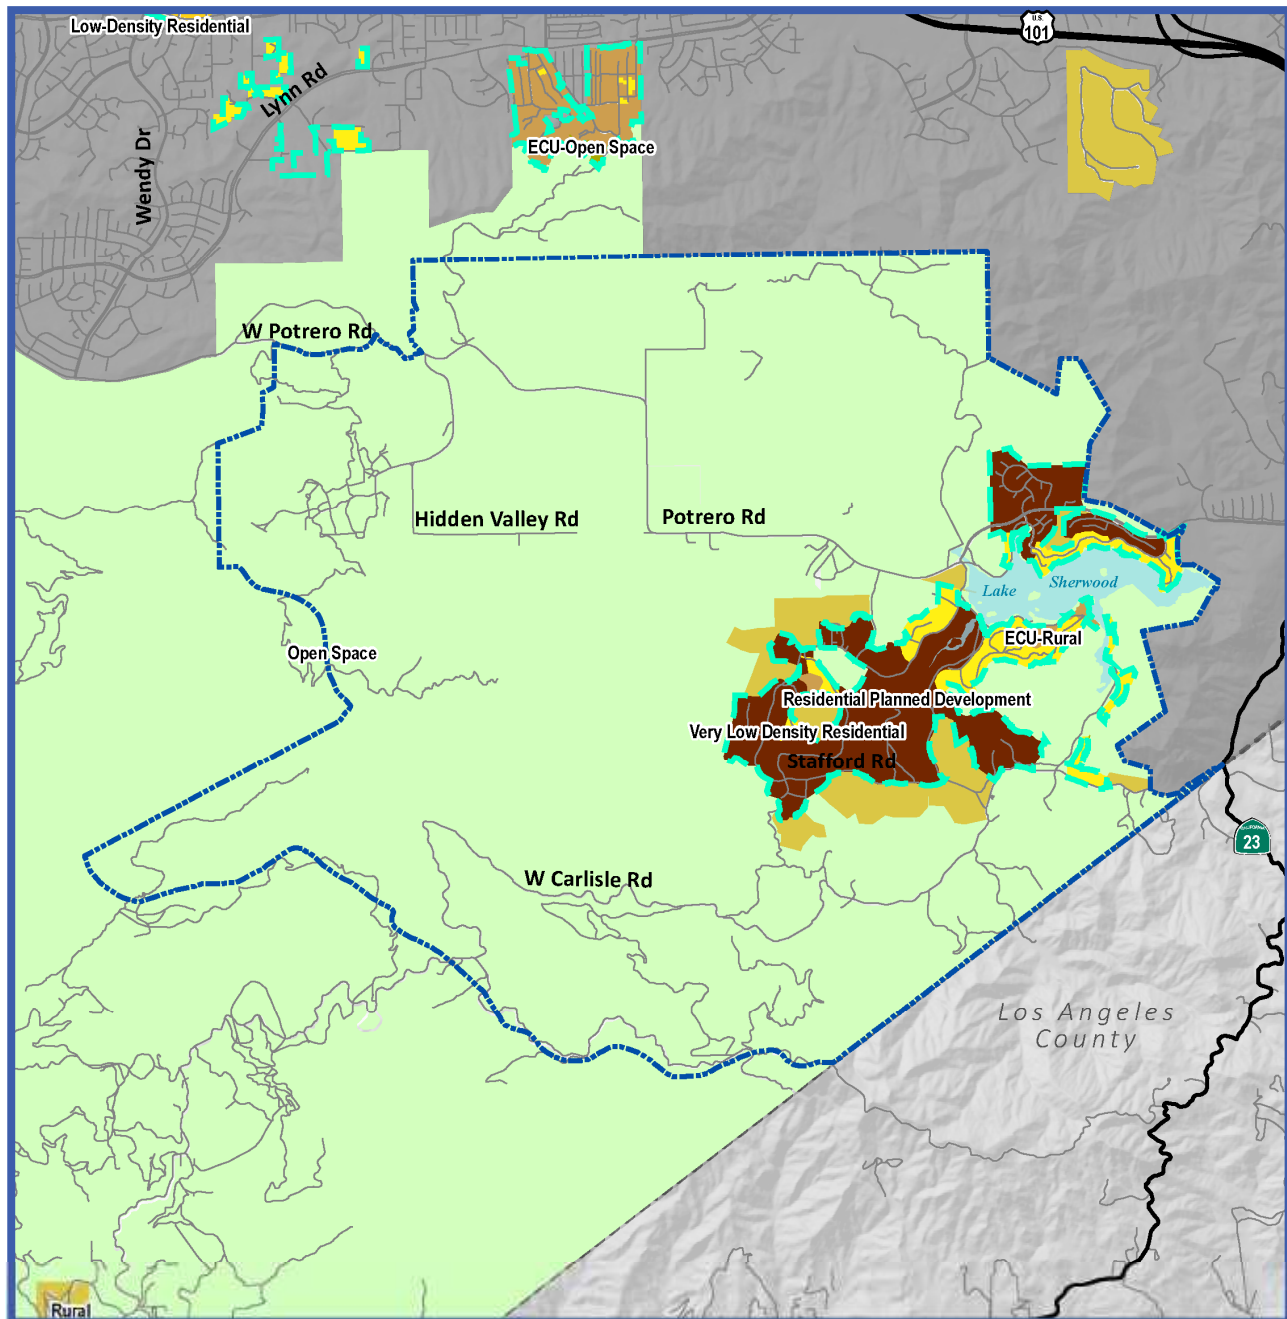 Low-Density Residential
U.S.
101
Lynn Rd
Wendy Dr
ECU-Open Space
W Potrero Rd
Hidden Valley Rd
Potrero Rd
Lake Sherwood
ECU-Rural
Open Space
Residential Planned Development
Very Low Density Residential
Stafford Rd
CALIFORNIA
23
W Carlisle Rd
Los Angeles
County
Rural